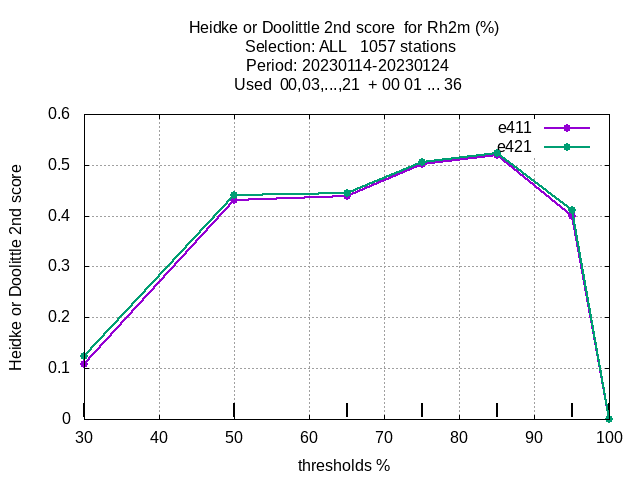 Heidke or Doolittle 2nd score  for Rh2m (%)
Selection: ALL   1057 stations
Period: 20230114-20230124
Used  00,03,...,21  + 00 01 ... 36
Heidke or Doolittle 2nd score
0.6
0.5
0.4
0.3
0.2
0.1
0
e411
e421
30 40 50 60 70 80 90 100
thresholds %